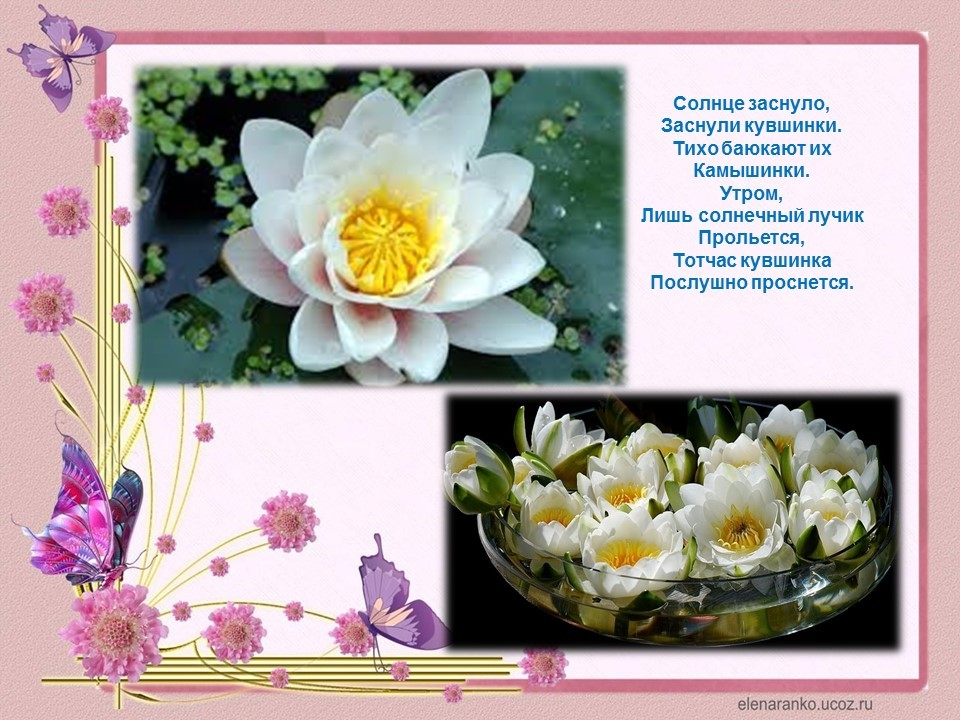 Солнце заснуло,
Заснули кувшинки.
Тихо баюкают их
Камышинки.
Утром,
Лишь солнечный лучик
Прольется,
Тотчас кувшинка
Послушно проснется.
elenaranko.ucoz.ru